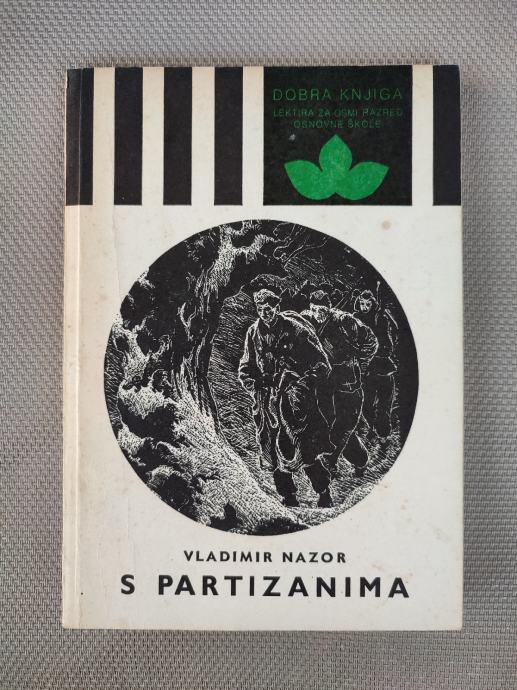 DOBRA KNJIGA
LEKTIRA ZA OSMI RAZRED
OSNOVNE ŠKOLE
VLADIMIR NAZOR
S PARTIZANIMA